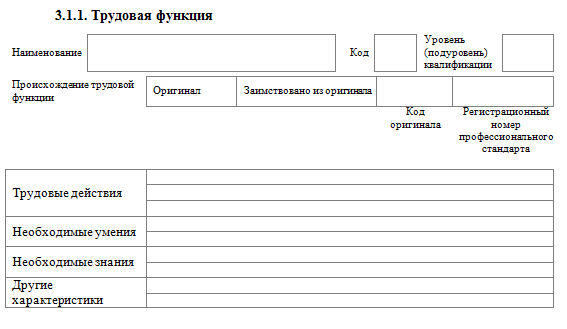 3.1.1. Трудовая функция
Наименование
Код
Уровень
(подуровень)
квалификации
Происхождение трудовой
функции
Оригинал
Заимствовано из оригинала
Код
оригинала
Регистрационный
номер
профессионального
стандарта
Трудовые действия
Необходимые умения
Необходимые знания
Другие
характеристики